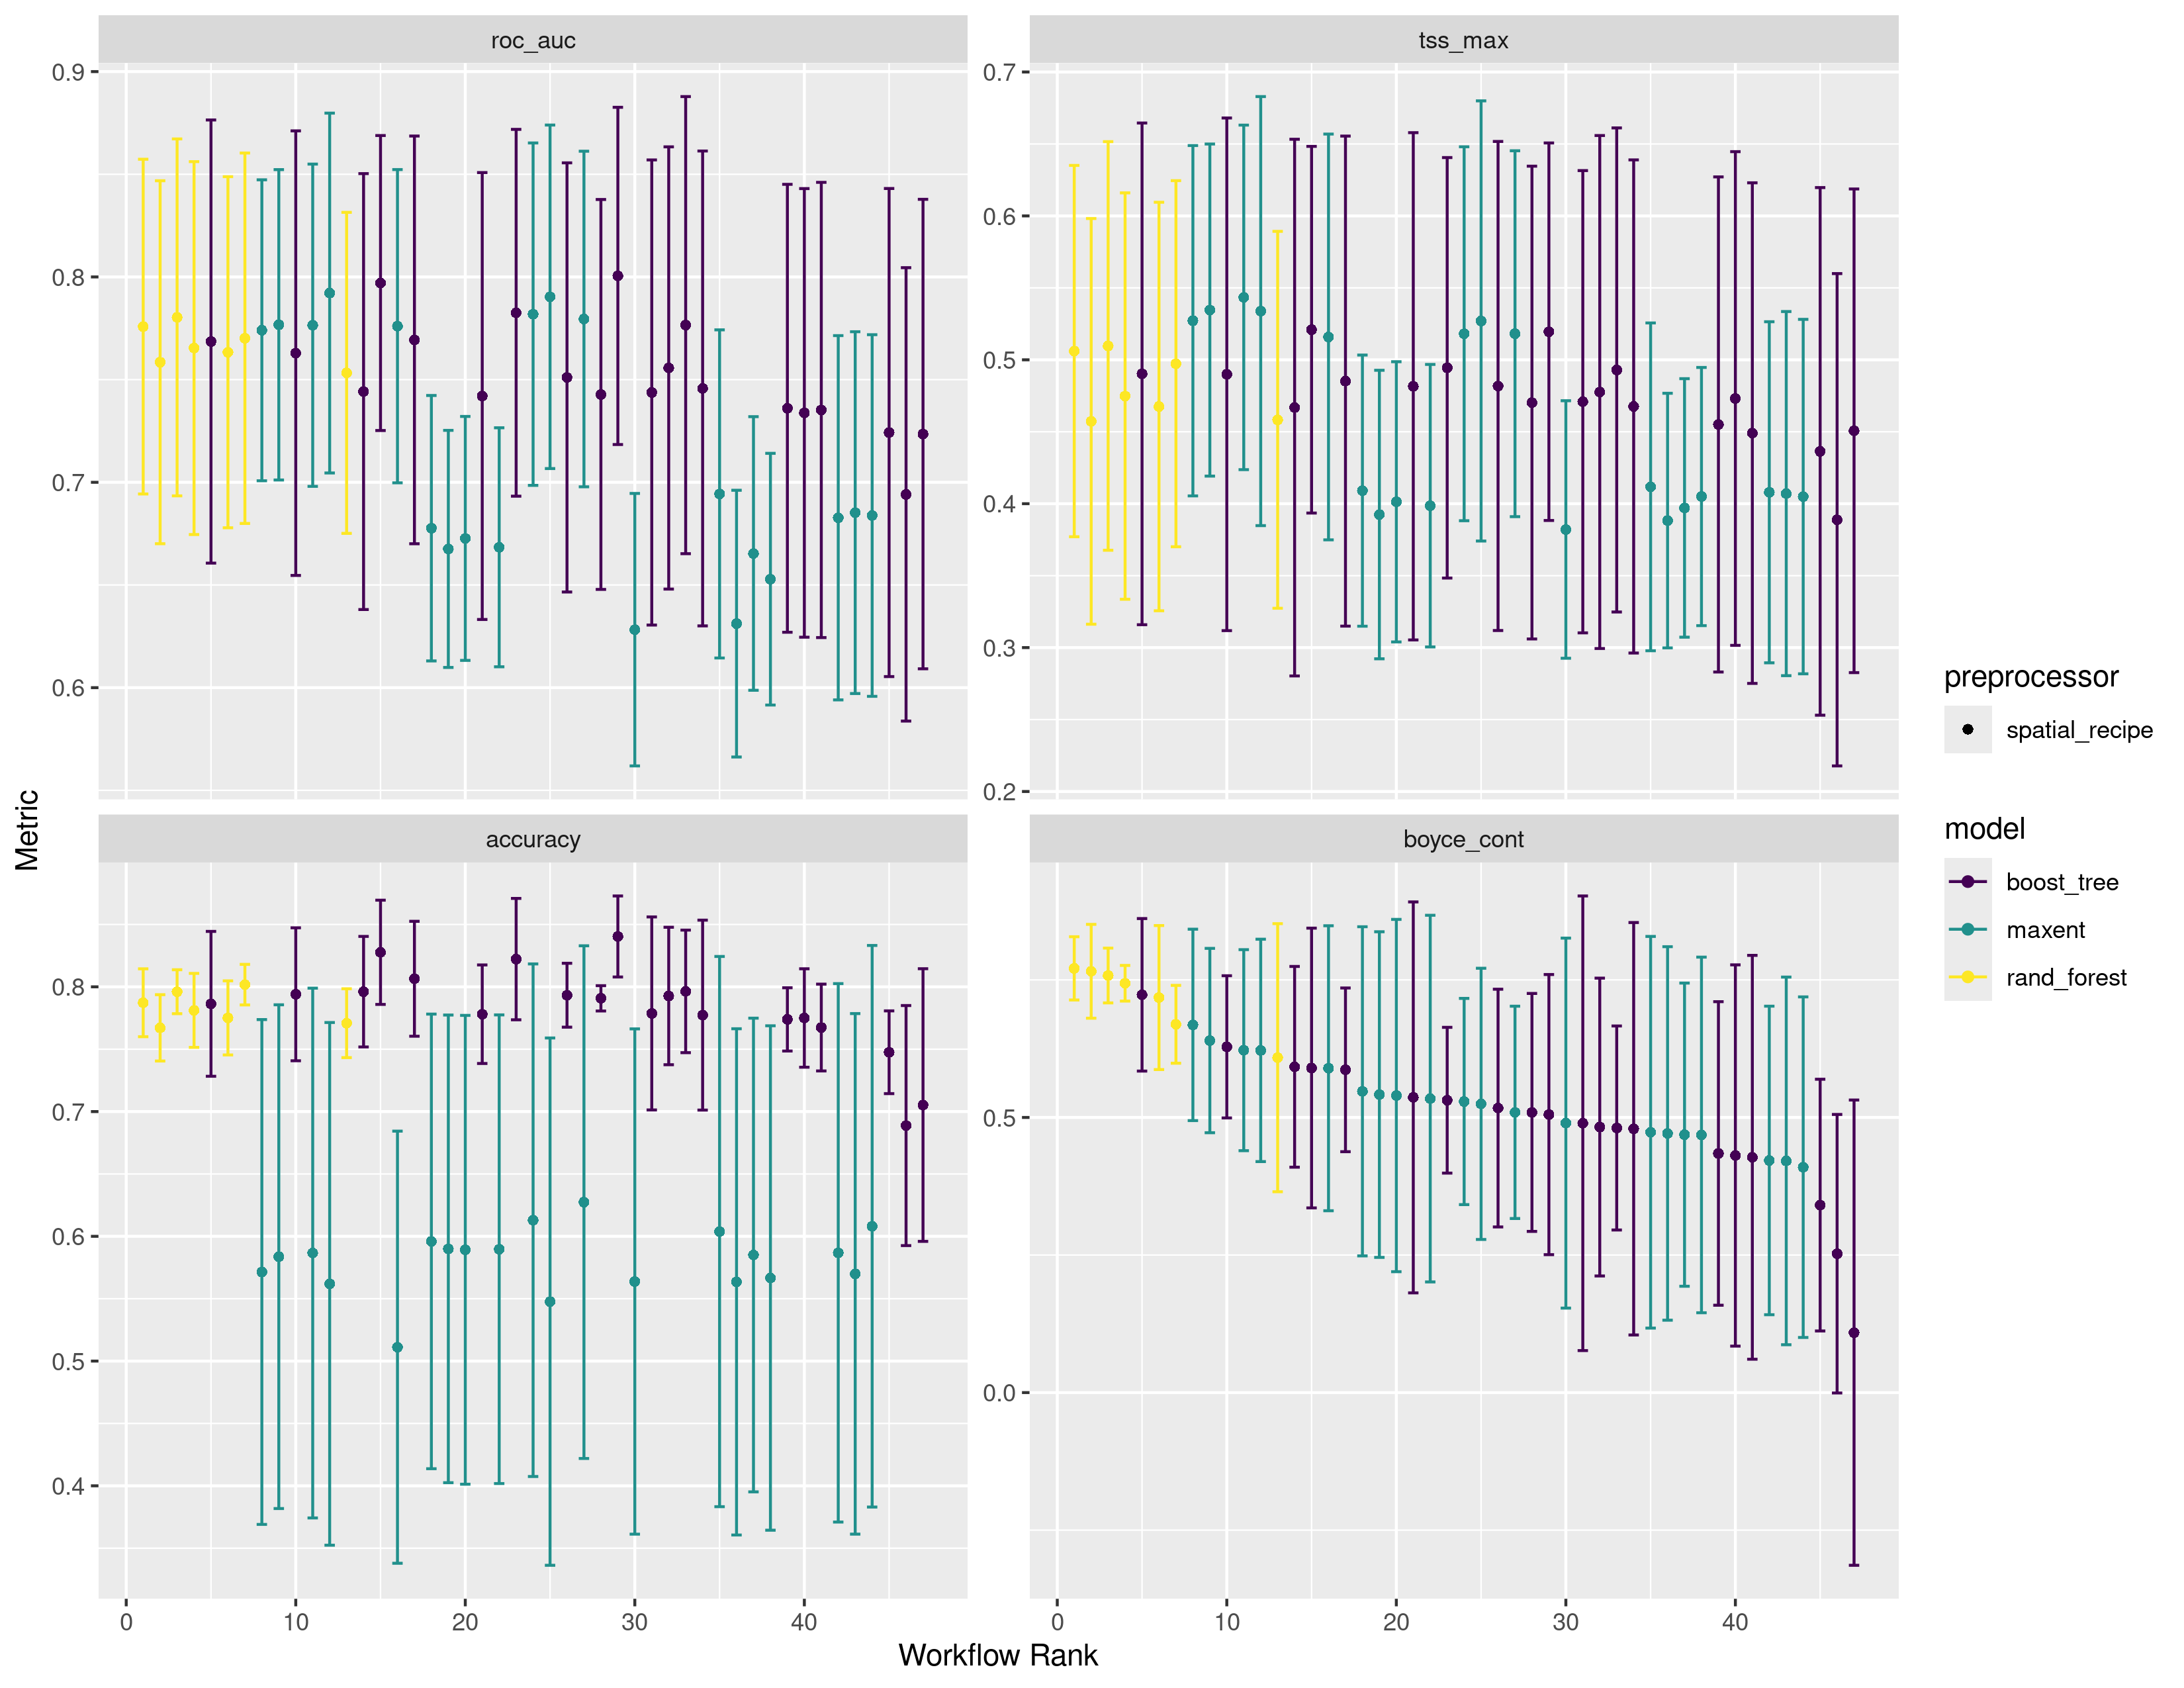 roc_auc
tss_max
0.9
0.8
0.7
0.6
0.7
0.6
0.5
0.4
0.3
0.2
accuracy
boyce_cont
0.8
0.7
0.6
0.5
0.4
0.5
0.0
0 10 20 30 40
0 10 20 30 40
Metric
Workflow Rank
preprocessor
spatial_recipe
model
boost_tree
maxent
rand_forest